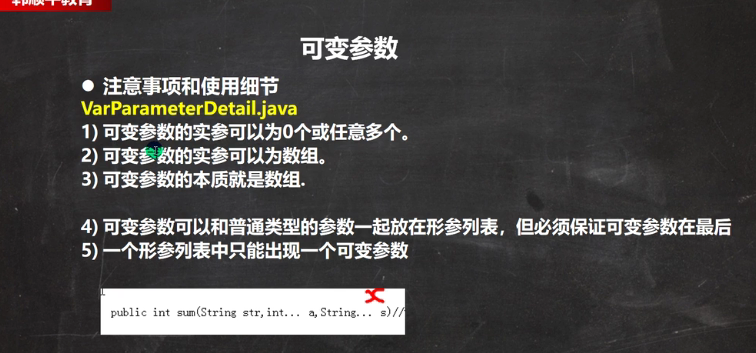 可变参数
● 注意事项和使用细节
VarParameterDetail.java
1) 可变参数的实参可以为0个或任意多个。
2) 可变参数的实参可以为数组。
3) 可变参数的本质就是数组.
4) 可变参数可以和普通类型的参数一起放在形参列表，但必须保证可变参数在最后
5) 一个形参列表中只能出现一个可变参数
public int sum(String str,int... a,String... s)//